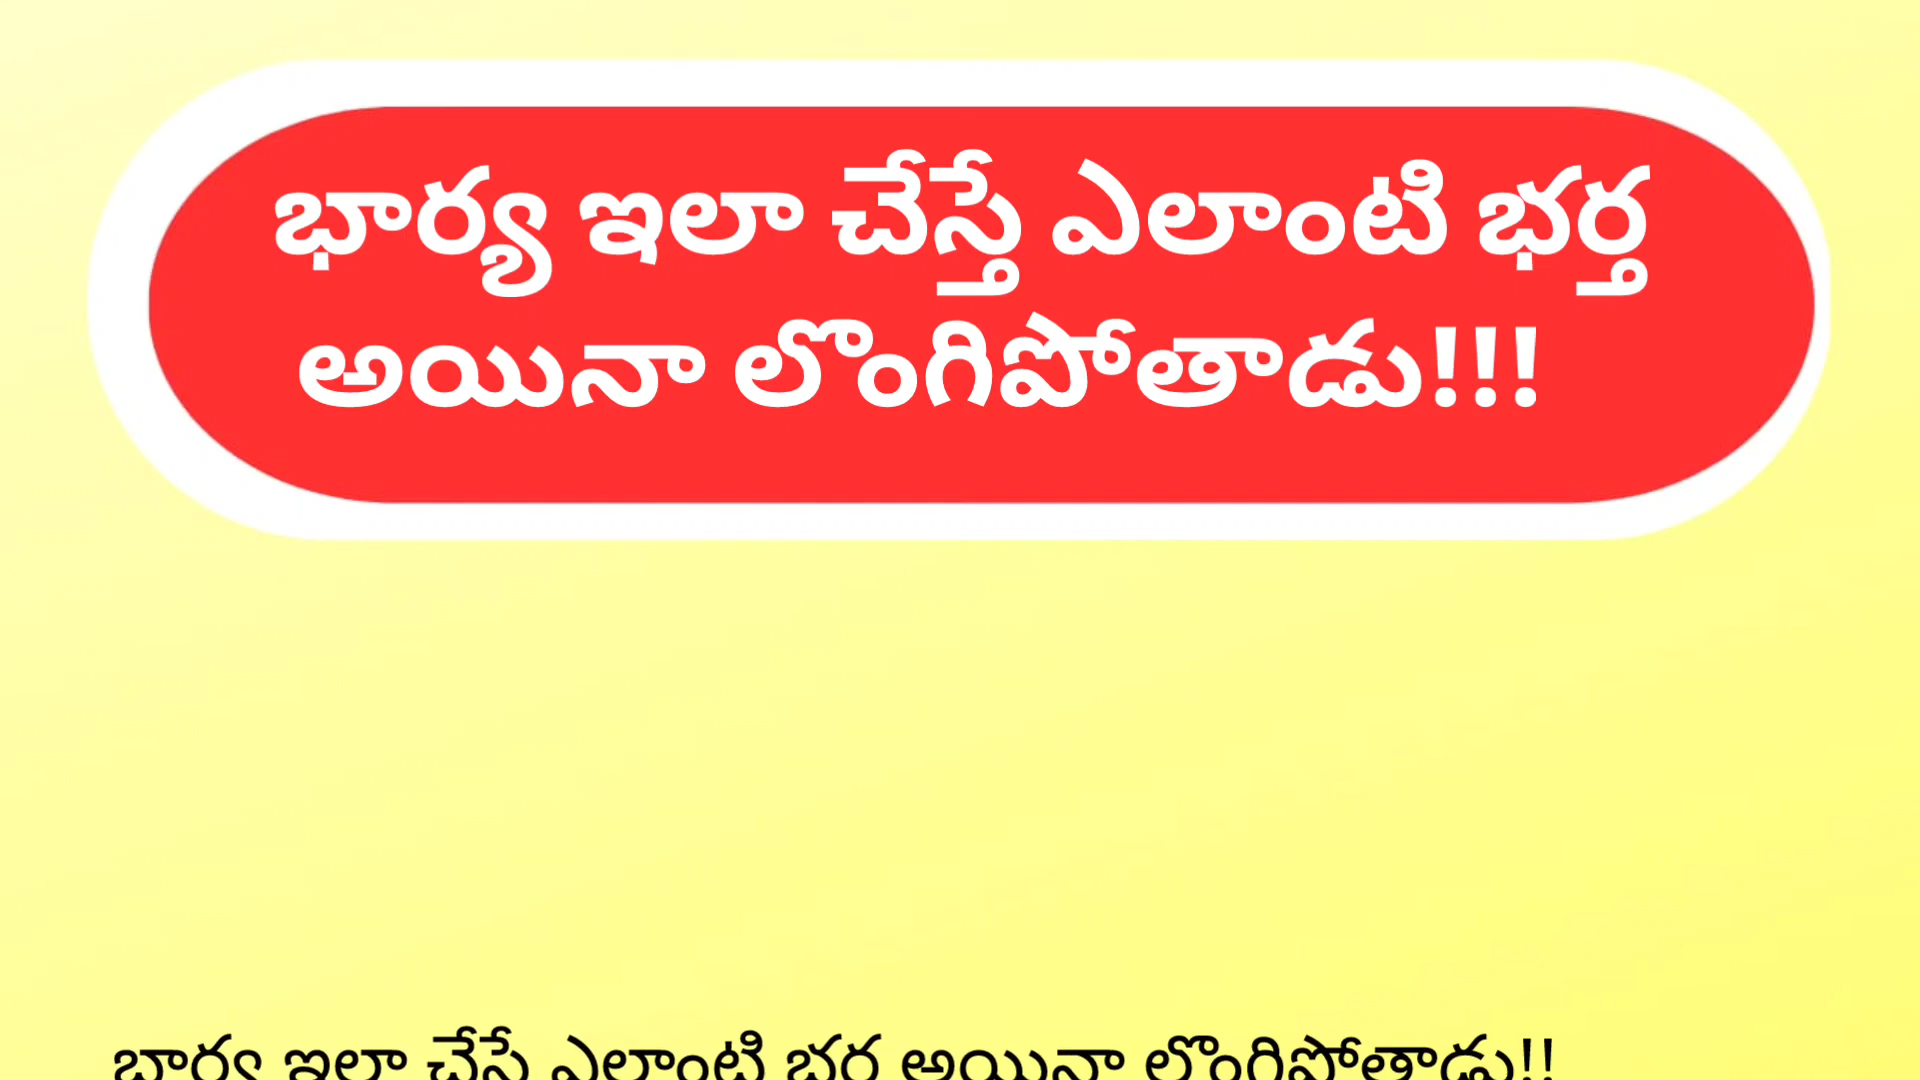 భార్య ఇలా చేస్తే ఎలాంటి భర్త
అయినా లొంగిపోతాడు!!!
భార్య ఇలా చేస్తే ఎలాంటి భర్త అయినా లొంగిపోతాడు!!